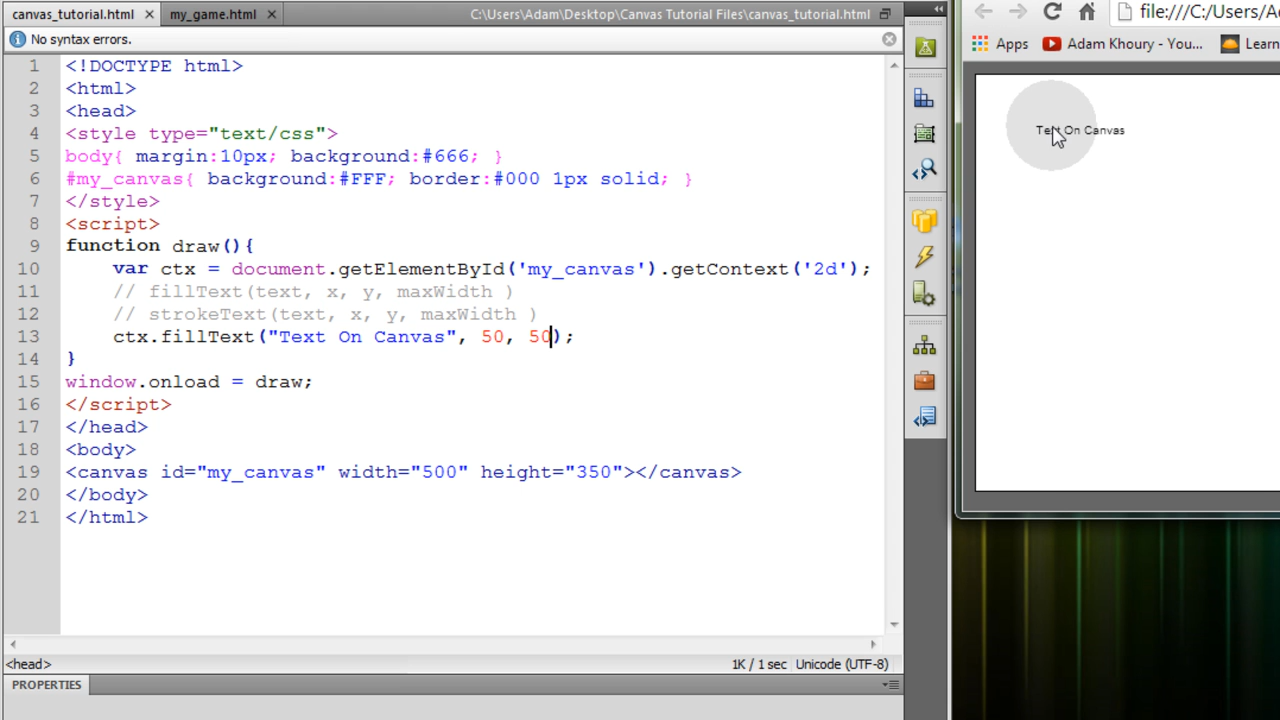 canvas_tutorial.html
my_game.html
C:\Users\Adam\Desktop\Canvas Tutorial Files\canvas_tutorial.html
No syntax errors.
1 <!DOCTYPE html>
2 <html>
3 <head>
4 <style type="text/css">
5 body{ margin:10px; background:#666; }
6 #my_canvas{ background:#FFF; border:#000 1px solid; }
7 </style>
8 <script>
9 function draw(){
10 var ctx = document.getElementById('my_canvas').getContext('2d');
11 // fillText(text, x, y, maxWidth )
12 // strokeText(text, x, y, maxWidth )
13 ctx.fillText("Text On Canvas", 50, 50);
14 }
15 window.onload = draw;
16 </script>
17 </head>
18 <body>
19 <canvas id="my_canvas" width="500" height="350"></canvas>
20 </body>
21 </html>
<head>
1K / 1 sec
Unicode (UTF-8)
PROPERTIES
file:///C:/Users/Ad
Apps
Adam Khoury - You...
Learn
Text On Canvas